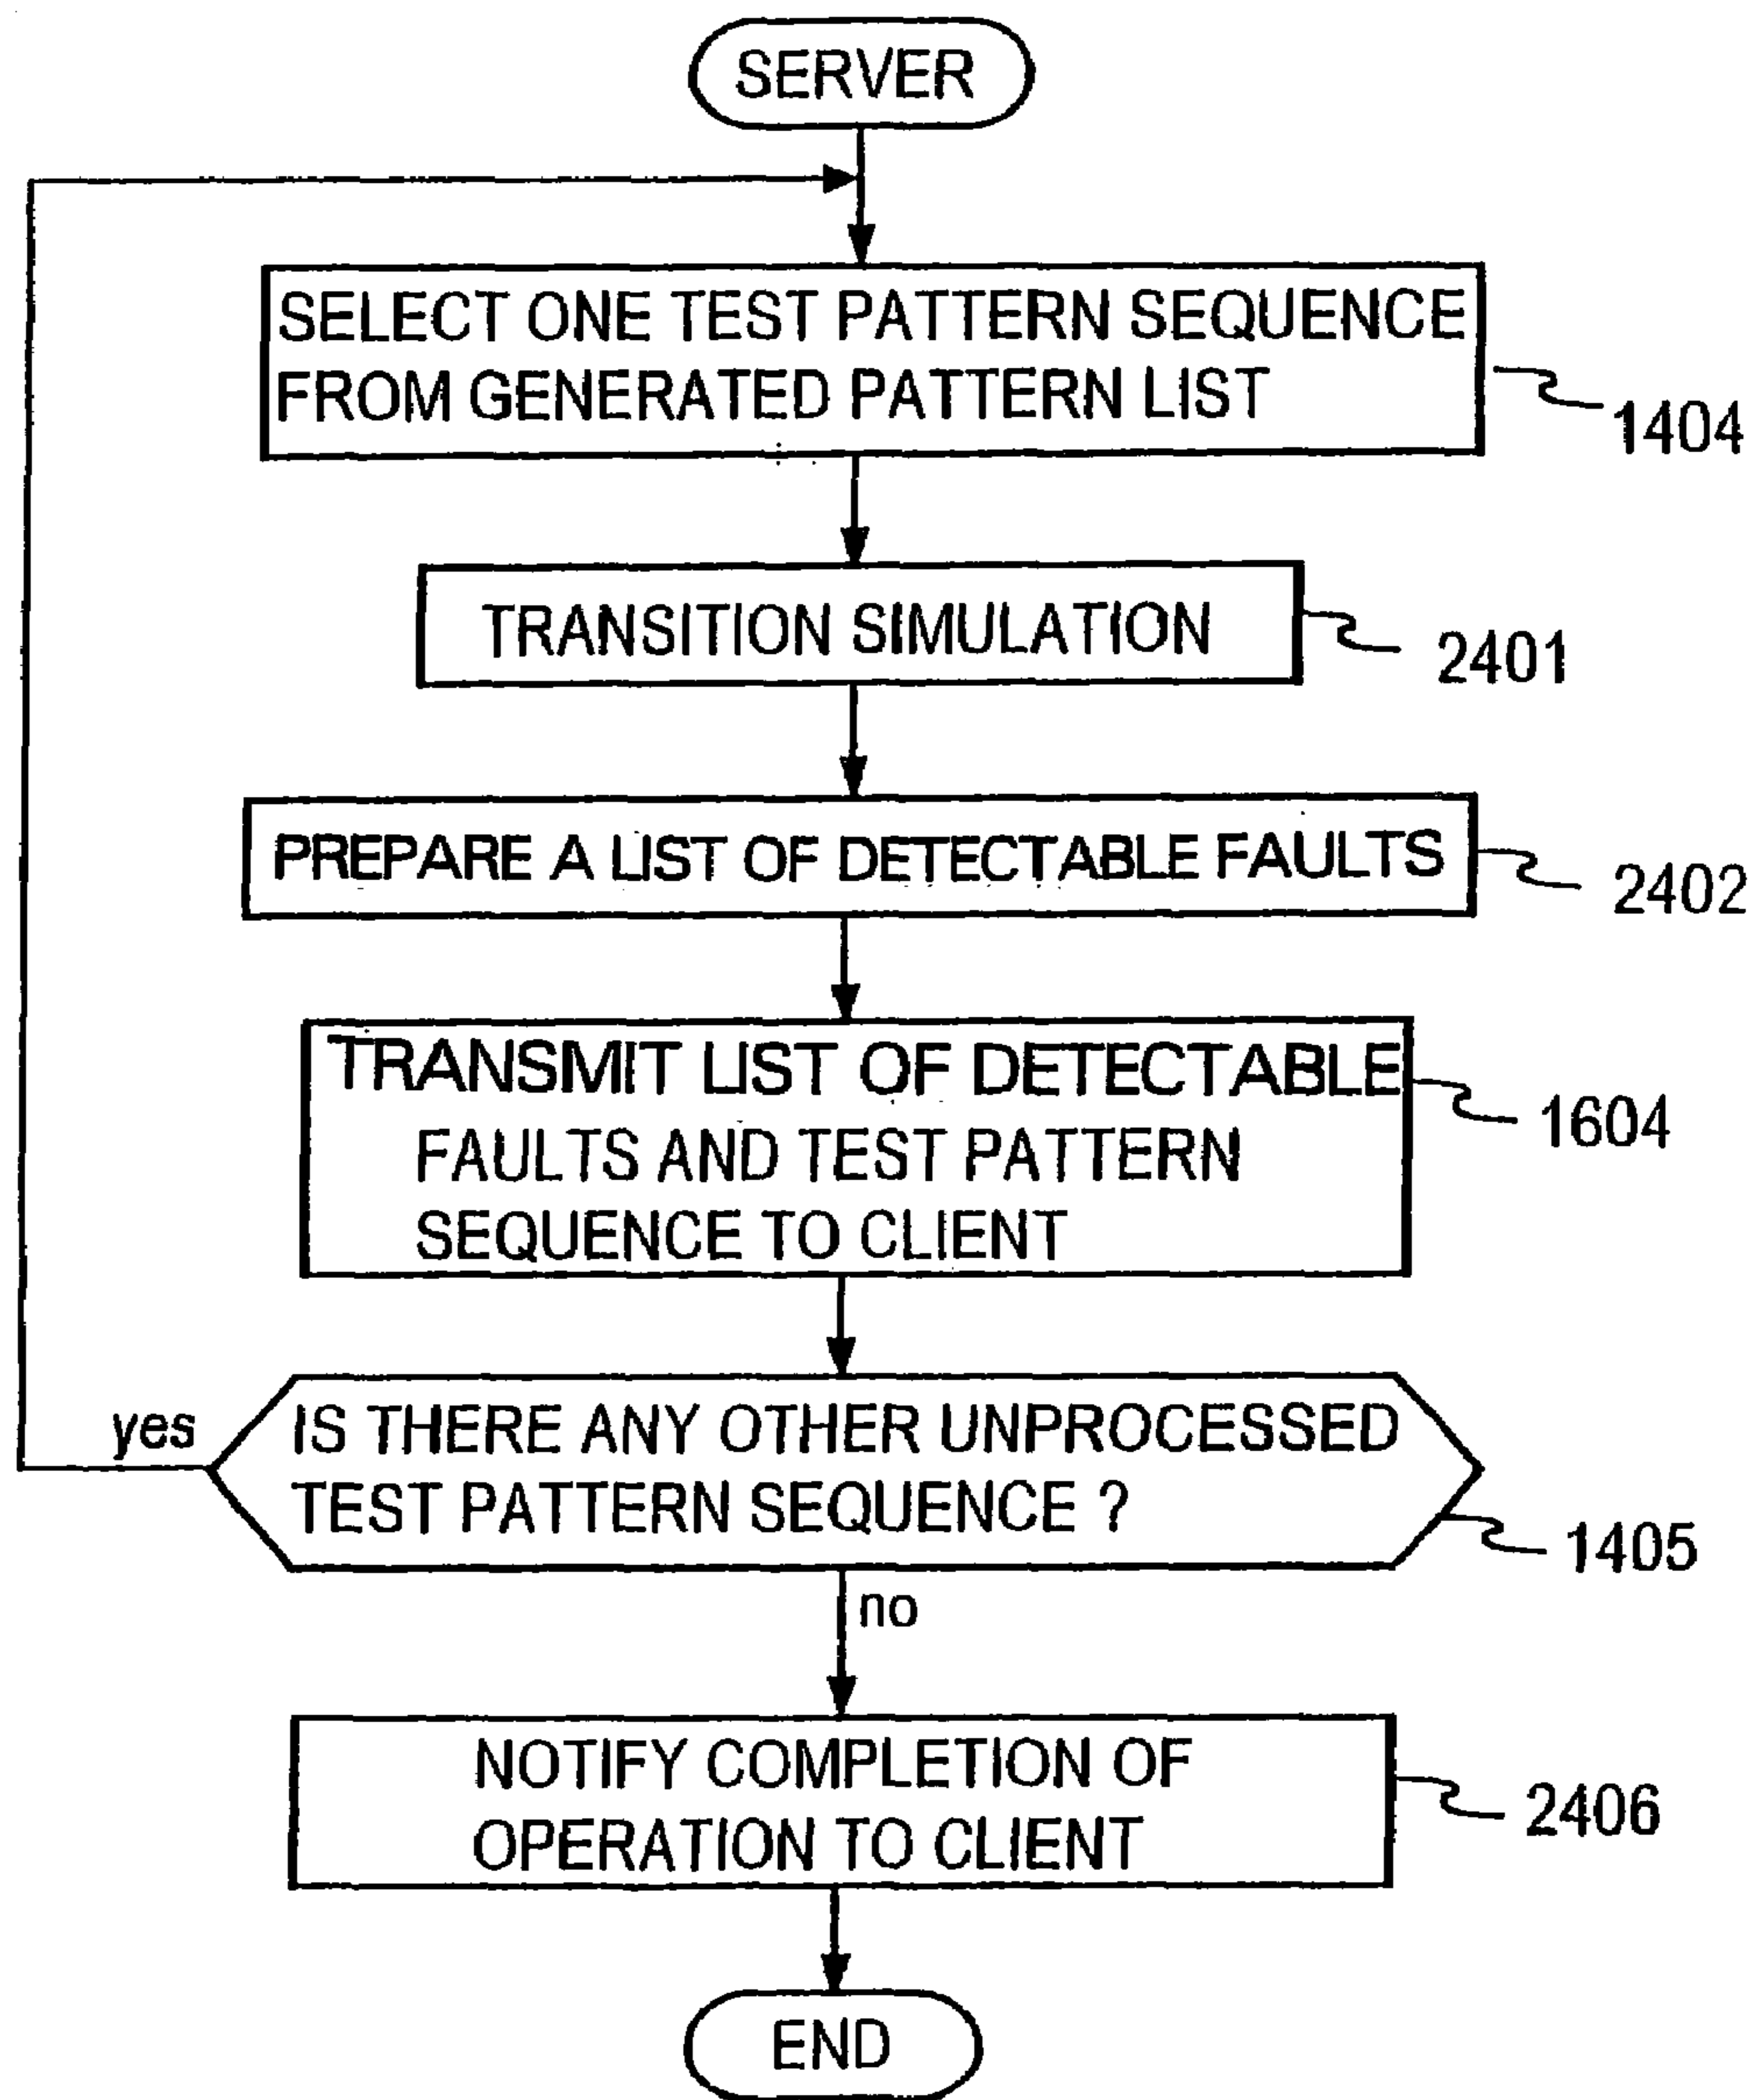 SERVER
SELECT ONE TEST PATTERN SEQUENCE
FROM GENERATED PATTERN LIST
1404
TRANSITION SIMULATION
2401
PREPARE A LIST OF DETECTABLE FAULTS
2402
TRANSMIT LIST OF DETECTABLE
FAULTS AND TEST PATTERN
SEQUENCE TO CLIENT
1604
yes
IS THERE ANY OTHER UNPROCESSED
TEST PATTERN SEQUENCE ?
1405
no
NOTIFY COMPLETION OF
OPERATION TO CLIENT
2406
END